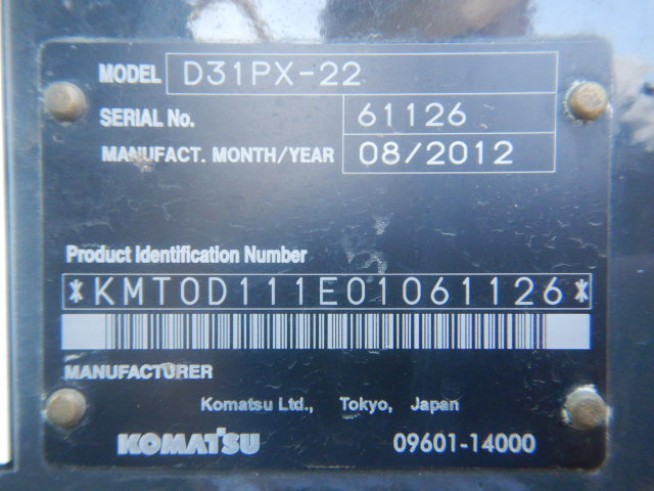 MODEL D31PX-22
SERIAL No. 61126
MANUFACT. MONTH/YEAR 08/2012
Product Identification Number
*KMT0D111E01061126*
MANUFACTURER
Komatsu Ltd., Tokyo, Japan
KOMATSU 09601-14000